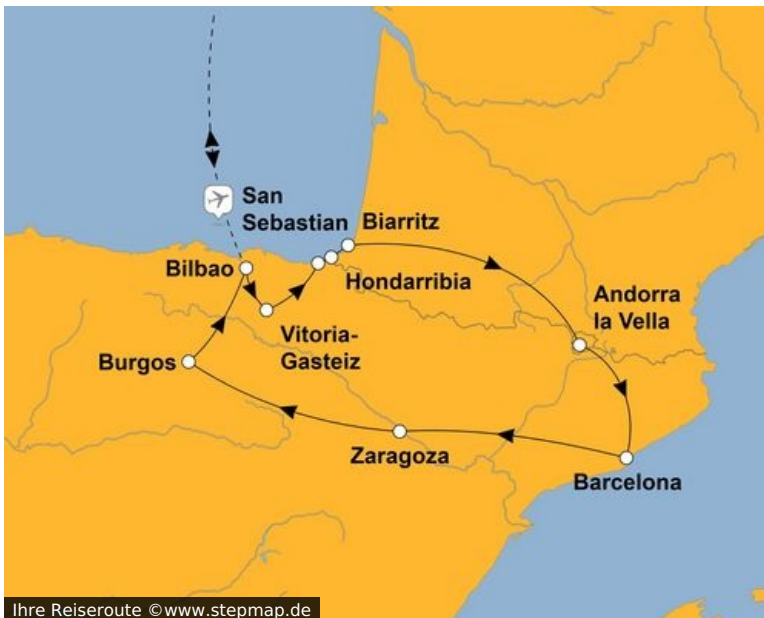 San
Sebastian
Biarritz
Bilbao
Hondarribia
Andorra
la Vella
Vitoria-
Gasteiz
Burgos
Zaragoza
Barcelona
Ihre Reiseroute ©www.stepmap.de